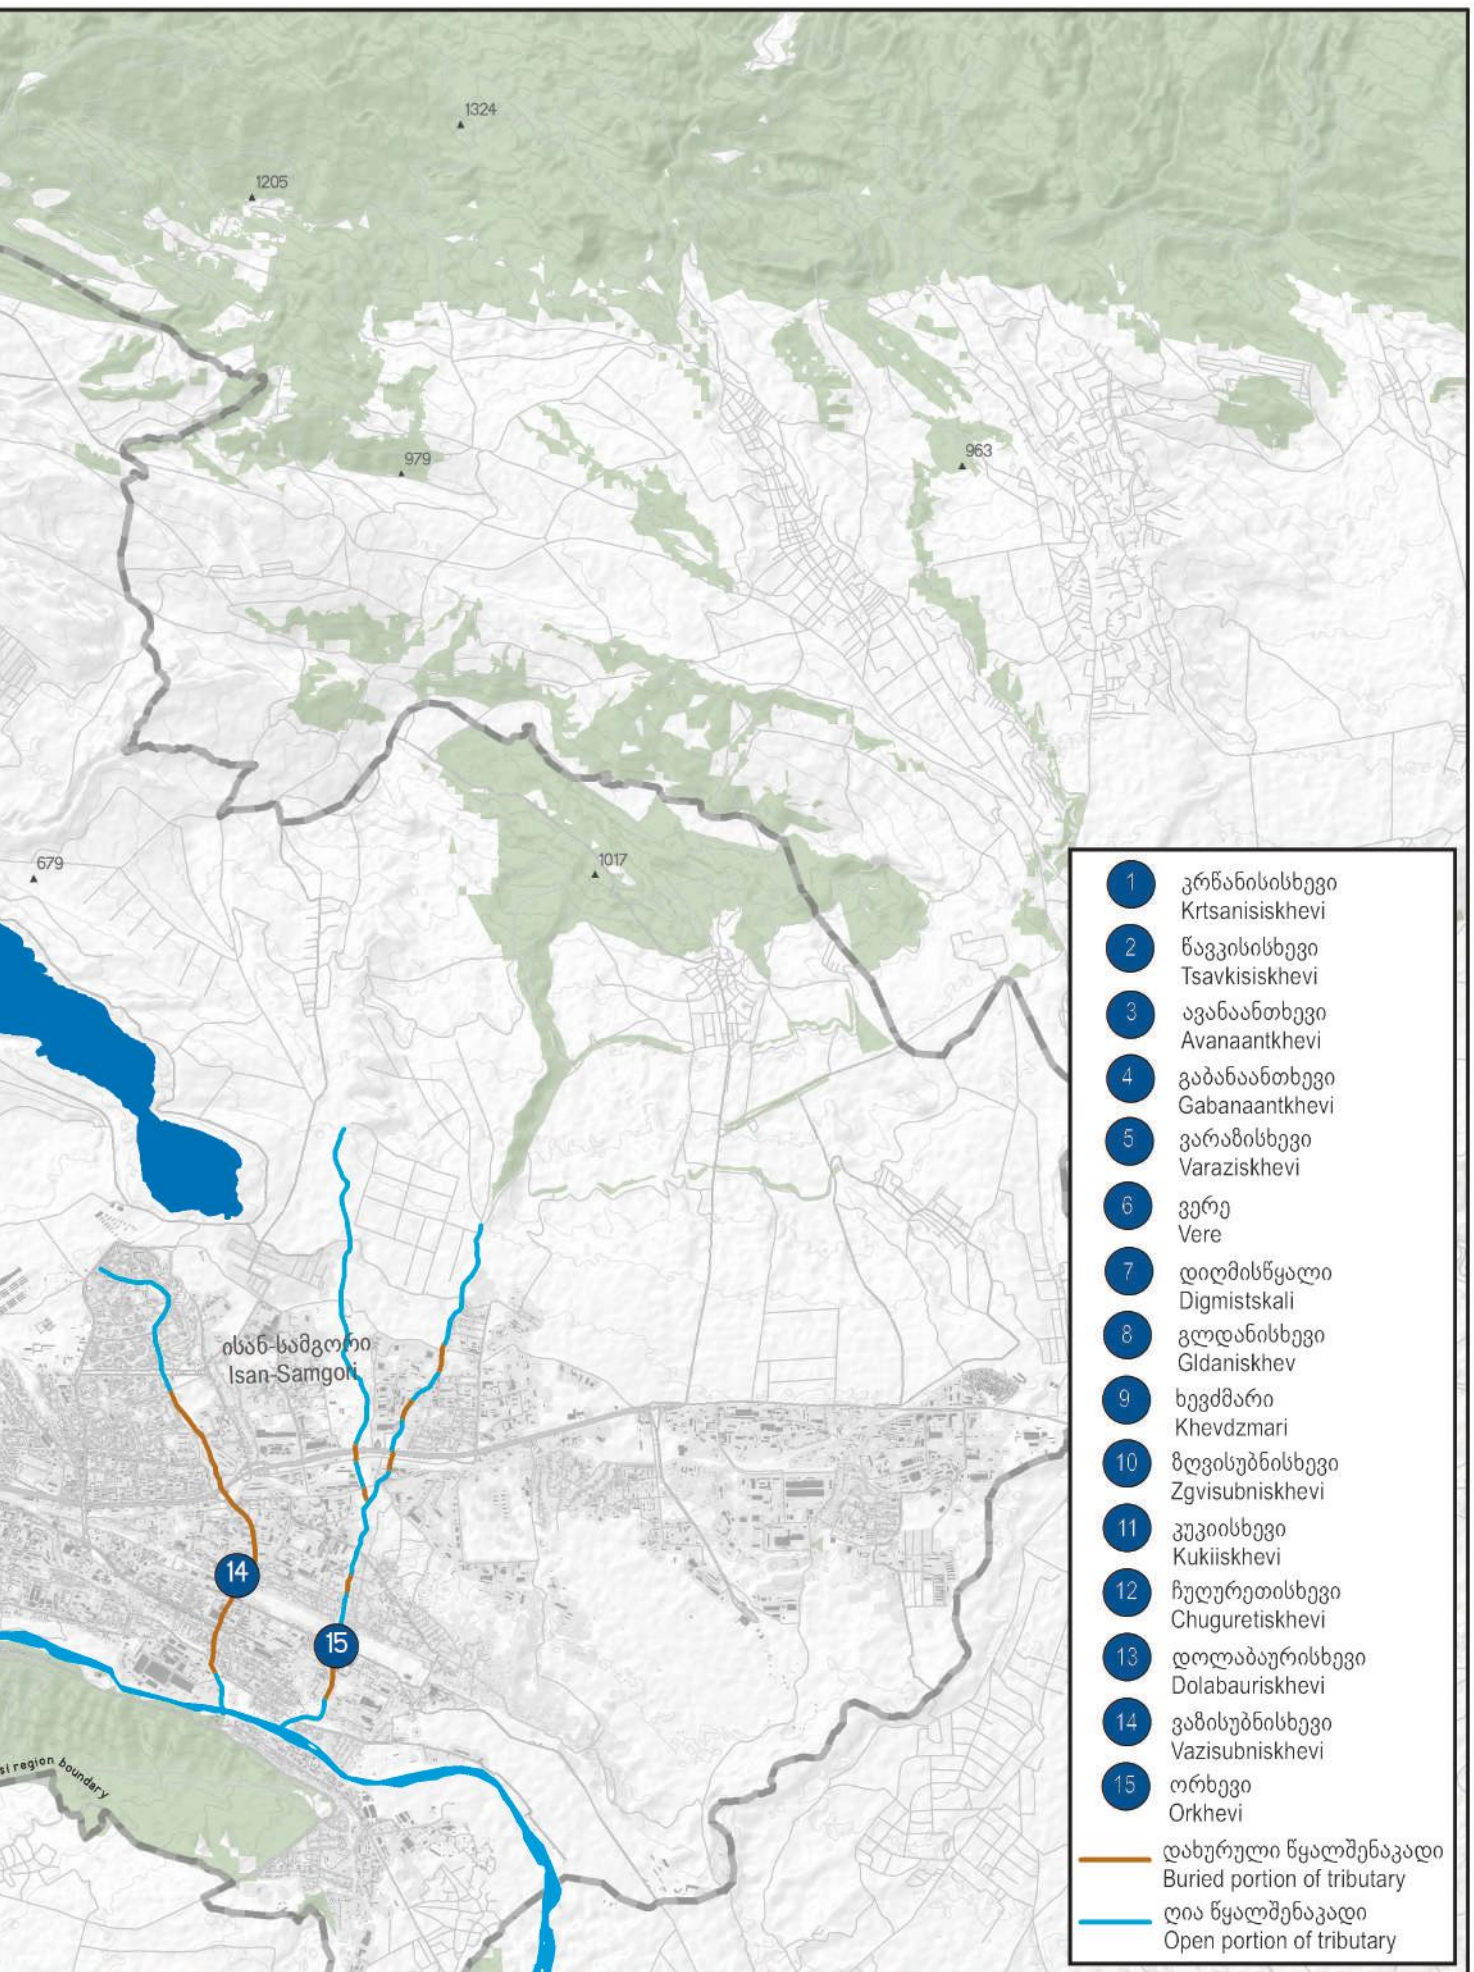 1324
1205
979
963
679
1017
ისან-სამგორი
Isan-Samgori
14
15
si region boundary
1 კრწანისისხევი
Krtsanisiskhevi
2 წავკისისხევი
Tsavkisiskhevi
3 ავანაანთხევი
Avanaantkhevi
4 გაბანაანთხევი
Gabanaantkhevi
5 ვარაზისხევი
Varaziskhevi
6 ვერე
Vere
7 დიღმისწყალი
Digmistskali
8 გლდანისხევი
Gldaniskhev
9 ხევძმარი
Khevdzmari
10 ზღვისუბნისხევი
Zgvisubniskhevi
11 კუკიისხევი
Kukiiskhevi
12 ჩუღურეთისხევი
Chuguretiskhevi
13 დოლაბაურისხევი
Dolabauriskhevi
14 ვაზისუბნისხევი
Vazisubniskhevi
15 ორხევი
Orkhevi
დახურული წყალშენაკადი
Buried portion of tributary
ღია წყალშენაკადი
Open portion of tributary